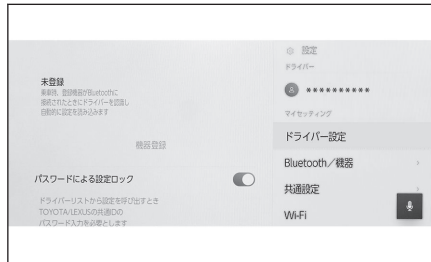 未登録
乗車時、登録機器がBluetoothに
接続されたときにドライバーを認識し
自動的に設定を読み込みます
機器登録
パスワードによる設定ロック
ドライバーリストから設定を呼び出すとき
TOYOTA/LEXUSの共通IDの
パスワード入力を必要とします
設定
ドライバー
**********
マイセッティング
ドライバー設定
Bluetooth/機器
共通設定
Wi-Fi